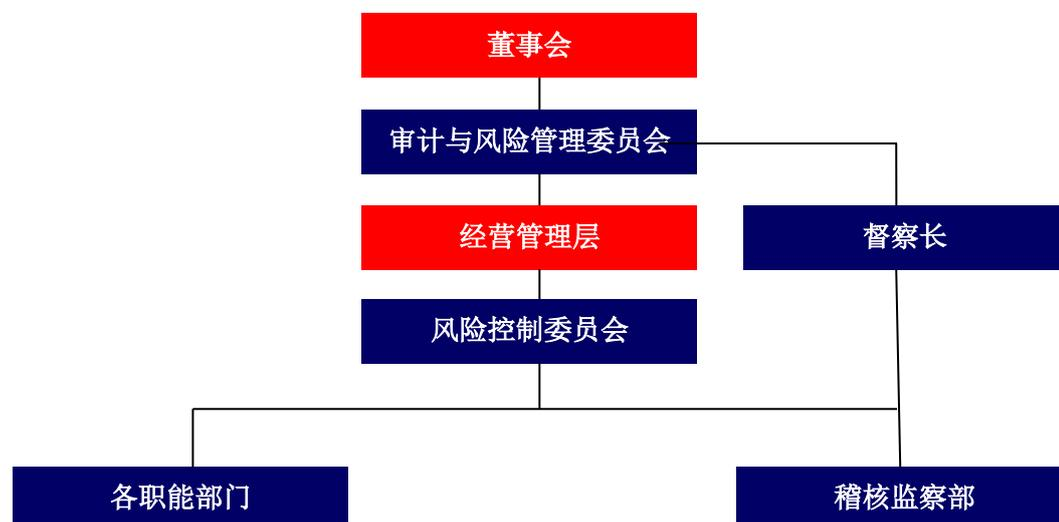 董事会
审计与风险管理委员会
经营管理层
督察长
风险控制委员会
各职能部门
稽核监察部